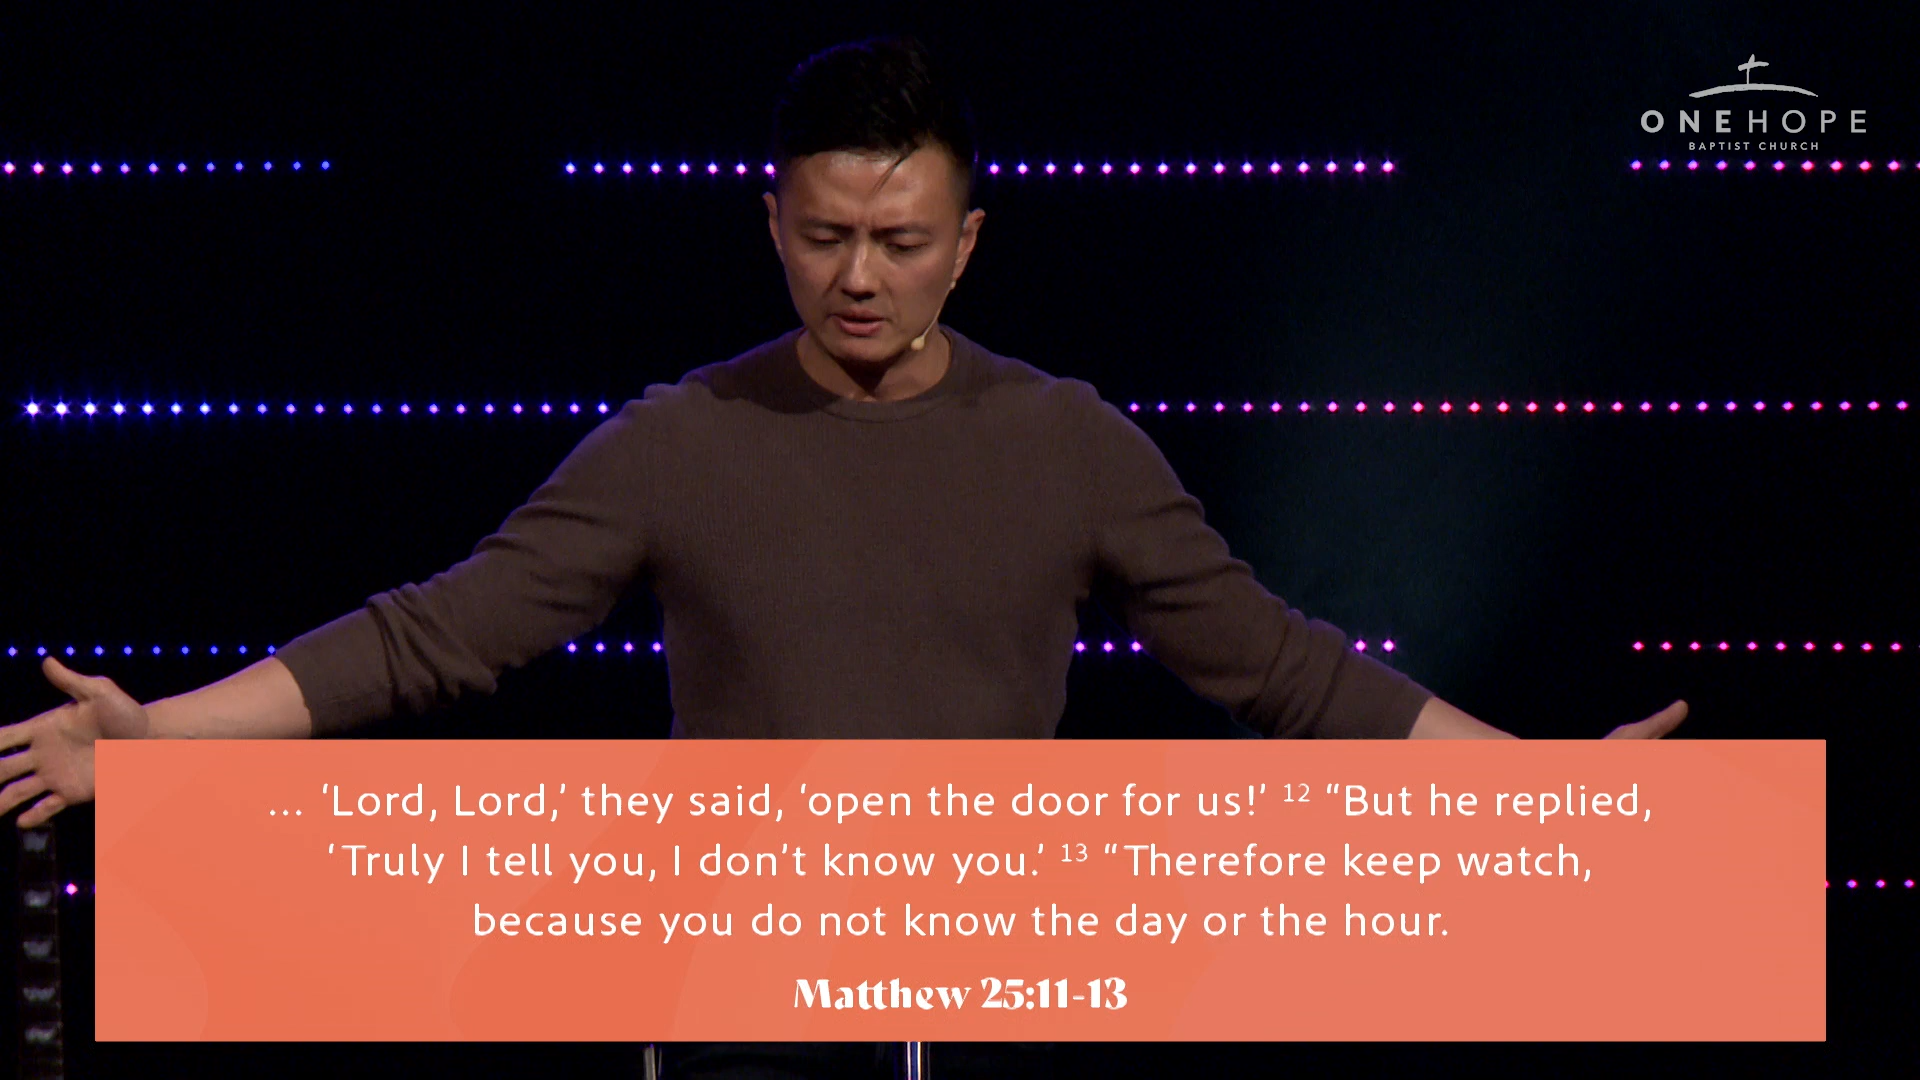 ONEHOPE
BAPTIST CHURCH
... ‘Lord, Lord,’ they said, ‘open the door for us!’ 12 “But he replied,
‘Truly I tell you, I don’t know you.’ 13 “Therefore keep watch,
because you do not know the day or the hour.
Matthew 25:11-13